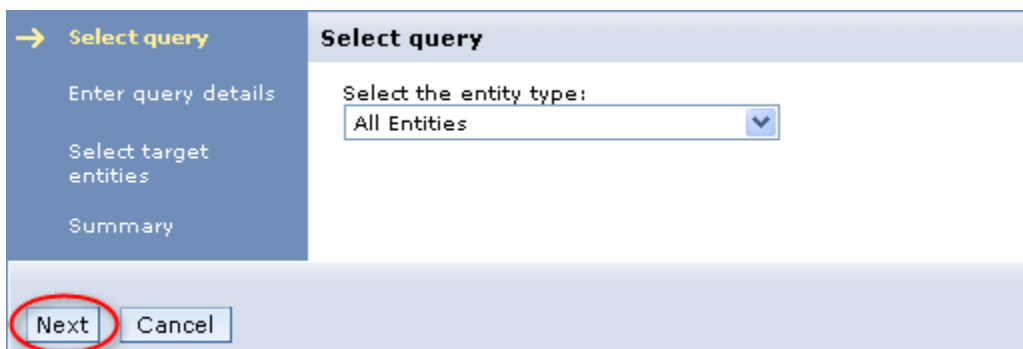 Select query
Enter query details
Select target
entities
Summary
Select query
Select the entity type:
All Entities
Next
Cancel